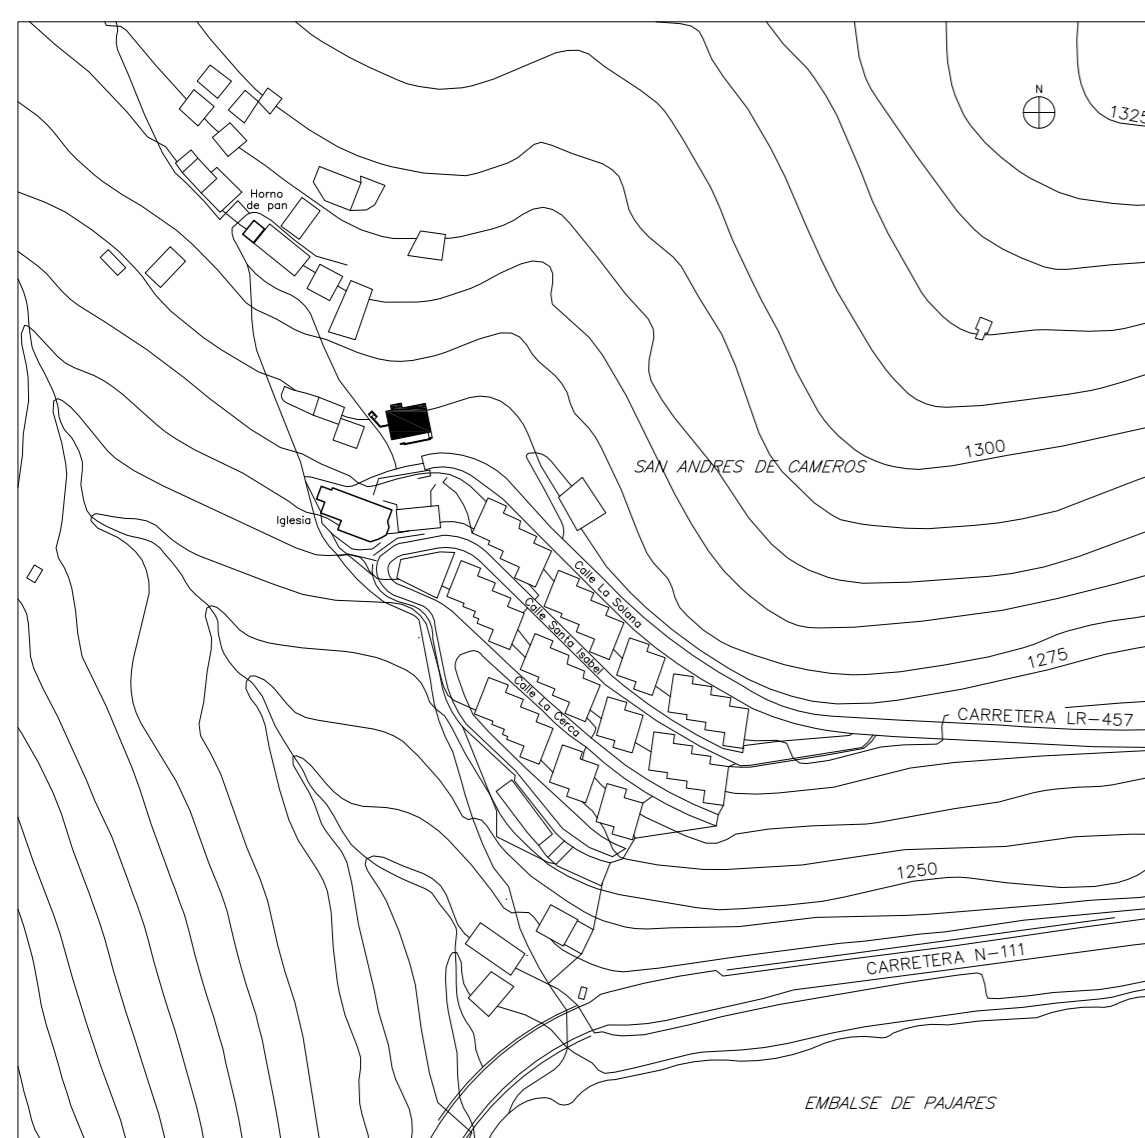 N
1325
Horno
de pan
1300
SAN ANDRES DE CAMEROS
Iglesia
Calle La Solana
Calle Santa Isabel
Calle La Cerca
1275
CARRETERA LR-457
1250
CARRETERA N-111
EMBALSE DE PAJARES